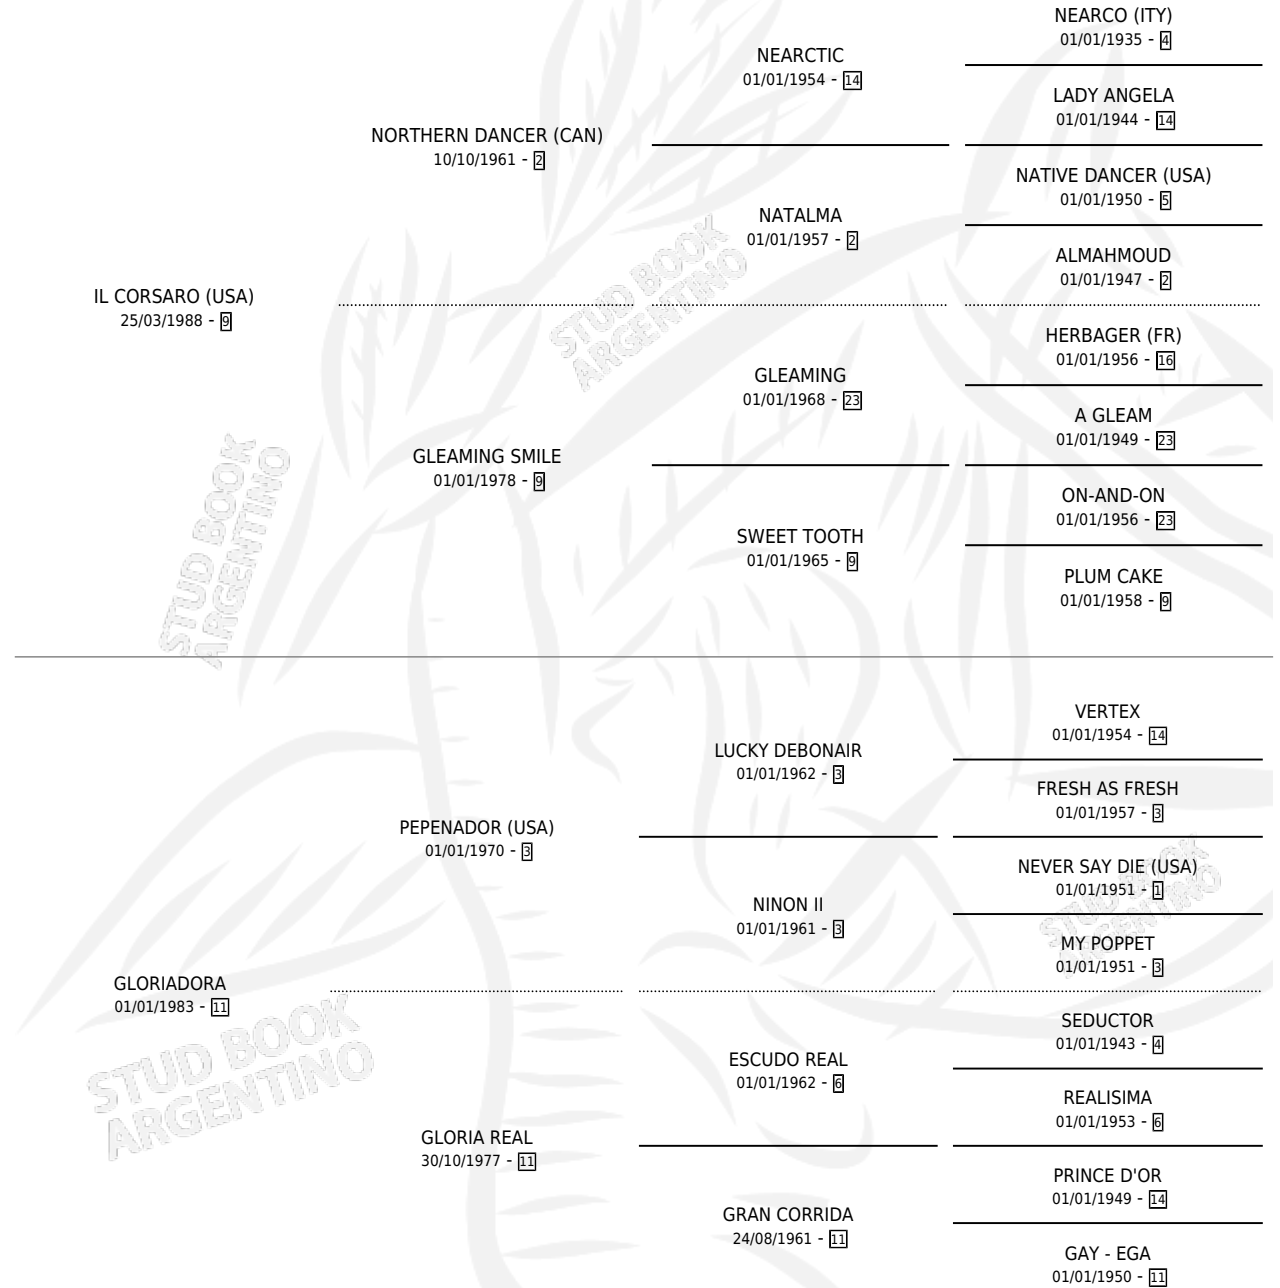 NEARCO (ITY)
01/01/1935 - 4
NEARCTIC
01/01/1954 - 14
LADY ANGELA
01/01/1944 - 14
NORTHERN DANCER (CAN)
10/10/1961 - 2
NATIVE DANCER (USA)
01/01/1950 - 5
NATALMA
01/01/1957 - 2
ALMAHMOUD
01/01/1947 - 2
IL CORSARO (USA)
25/03/1988 - 9
HERBAGER (FR)
01/01/1956 - 16
GLEAMING
01/01/1968 - 23
A GLEAM
01/01/1949 - 23
GLEAMING SMILE
01/01/1978 - 9
ON-AND-ON
01/01/1956 - 23
SWEET TOOTH
01/01/1965 - 9
PLUM CAKE
01/01/1958 - 9
VERTEX
01/01/1954 - 14
LUCKY DEBONAIR
01/01/1962 - 3
FRESH AS FRESH
01/01/1957 - 3
PEPENADOR (USA)
01/01/1970 - 3
NEVER SAY DIE (USA)
01/01/1951 - 1
NINON II
01/01/1961 - 3
MY POPPET
01/01/1951 - 3
GLORIADORA
01/01/1983 - 11
SEDUCTOR
01/01/1943 - 4
ESCUDO REAL
01/01/1962 - 6
REALISIMA
01/01/1953 - 6
GLORIA REAL
30/10/1977 - 11
PRINCE D'OR
01/01/1949 - 14
GRAN CORRIDA
24/08/1961 - 11
GAY - EGA
01/01/1950 - 11
STUD BOOK
ARGENTINO
STUD BOOK
ARGENTINO
STUD BOOK
ARGENTINO
STUD BOOK
ARGENTINO